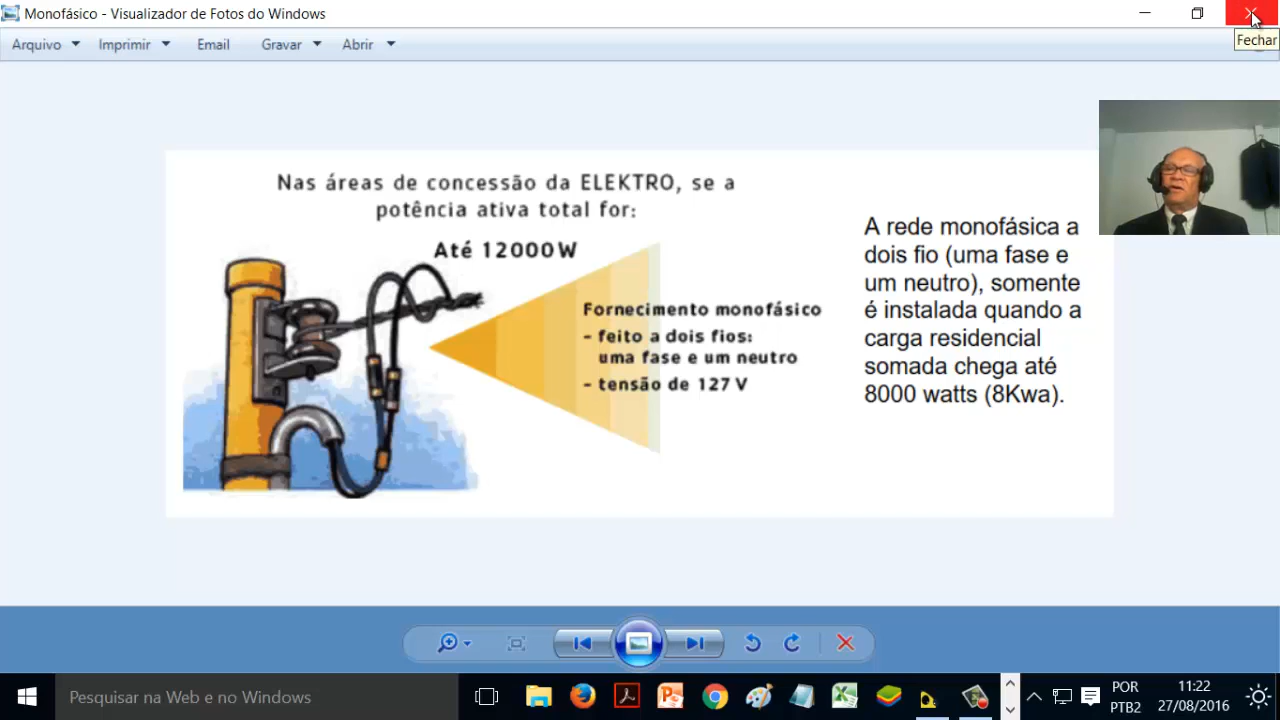 Monofásico - Visualizador de Fotos do Windows
Fechar
Arquivo Imprimir Email Gravar Abrir
Nas áreas de concessão da ELEKTRO, se a
potência ativa total for:
Até 12000W
Fornecimento monofásico
- feito a dois fios:
uma fase e um neutro
- tensão de 127 V
A rede monofásica a
dois fio (uma fase e
um neutro), somente
é instalada quando a
carga residencial
somada chega até
8000 watts (8Kwa).
Pesquisar na Web e no Windows
POR
PTB2
11:22
27/08/2016